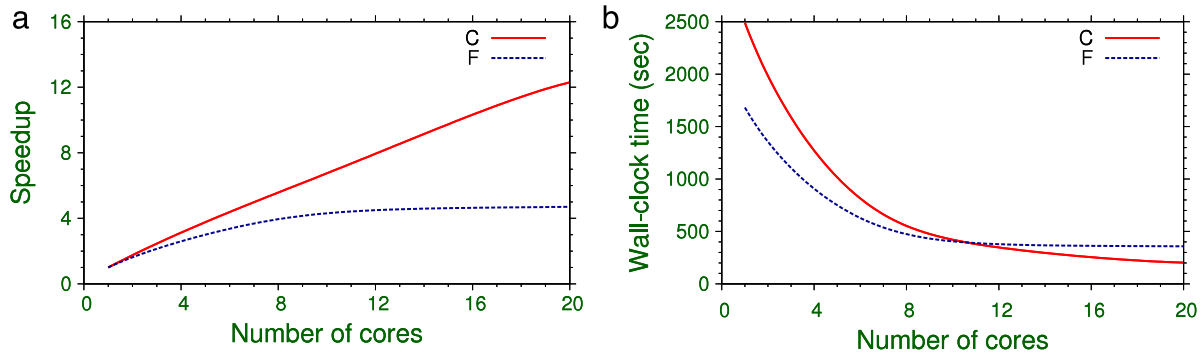 a
16
12
8
4
0
Speedup
C
F
0 4 8 12 16 20
Number of cores
b
2500
2000
1500
1000
500
0
Wall-clock time (sec)
C
F
0 4 8 12 16 20
Number of cores